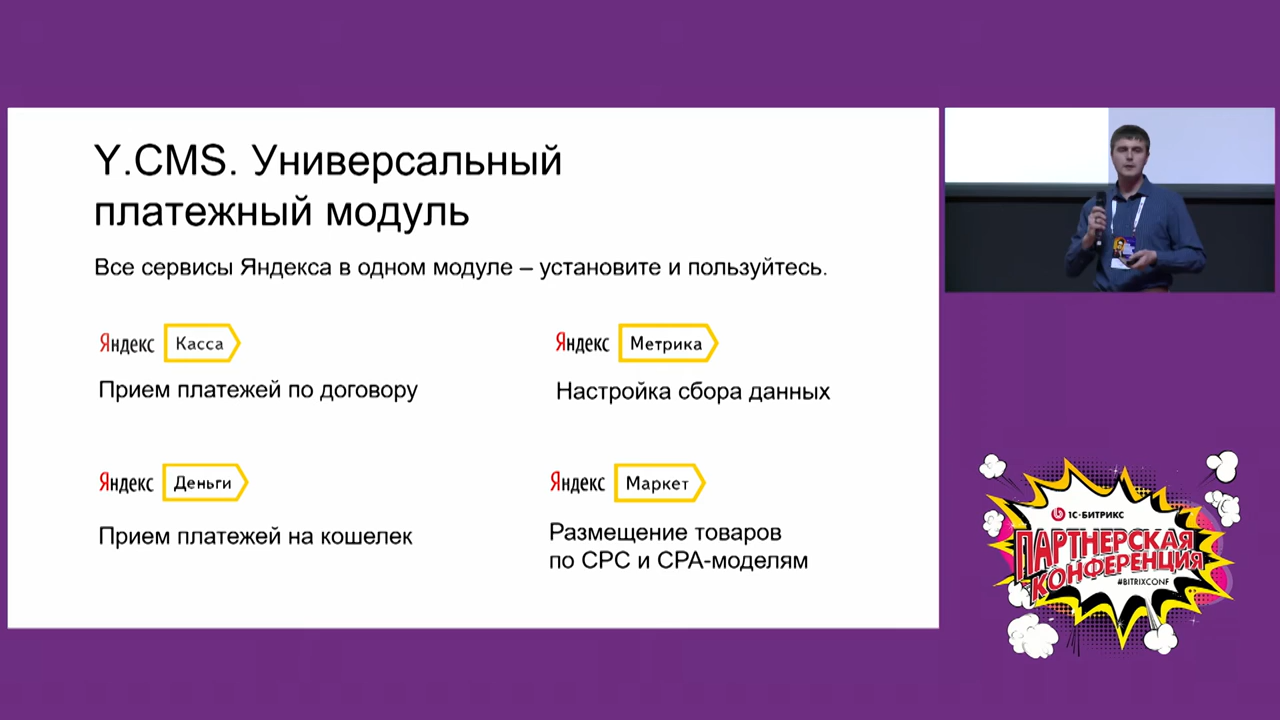 Y.CMS. Универсальный
платежный модуль
Все сервисы Яндекса в одном модуле – установите и пользуйтесь.
Яндекс Касса
Прием платежей по договору
Яндекс Метрика
Настройка сбора данных
Яндекс Деньги
Прием платежей на кошелек
Яндекс Маркет
Размещение товаров
по CPC и CPA-моделям
1С-БИТРИКС
ПАРТНЕРСКАЯ
КОНФЕРЕНЦИЯ
#BITRIXCONF